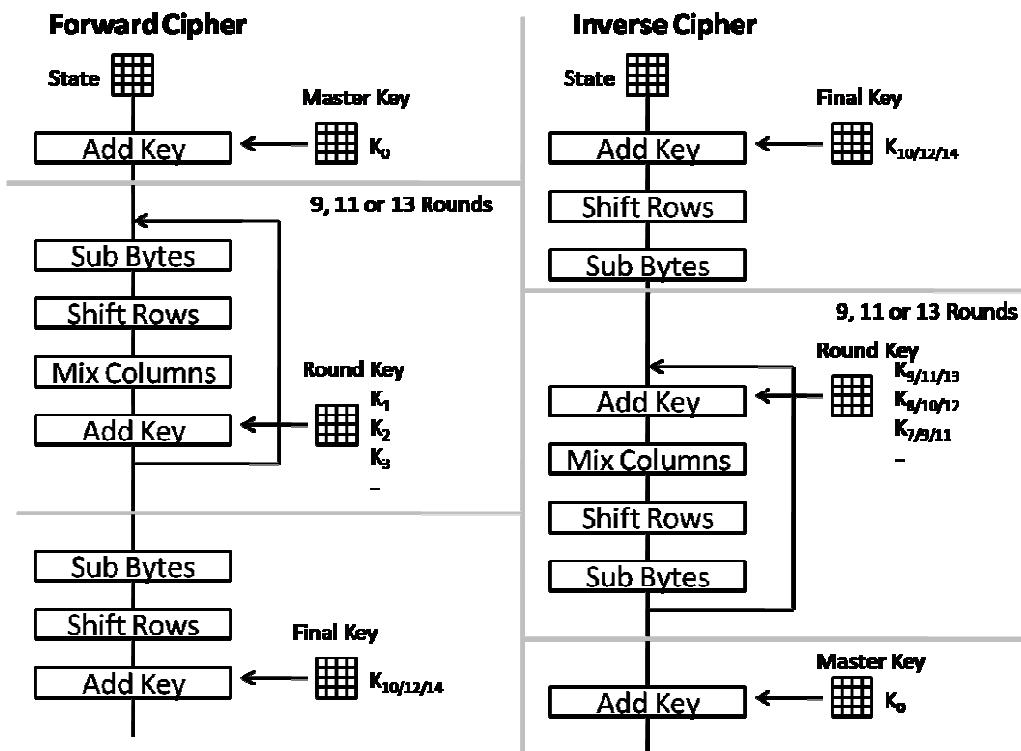 Forward Cipher
State
Master Key
K0
Add Key
9, 11 or 13 Rounds
Sub Bytes
Shift Rows
Mix Columns
Round Key
K1
Add Key
K2
K3
–
Sub Bytes
Shift Rows
Final Key
Add Key
K10/12/14
Inverse Cipher
State
Final Key
Add Key
K10/12/14
Shift Rows
Sub Bytes
9, 11 or 13 Rounds
Round Key
K9/11/13
Add Key
K8/10/12
K7/9/11
–
Mix Columns
Shift Rows
Sub Bytes
Master Key
Add Key
K0